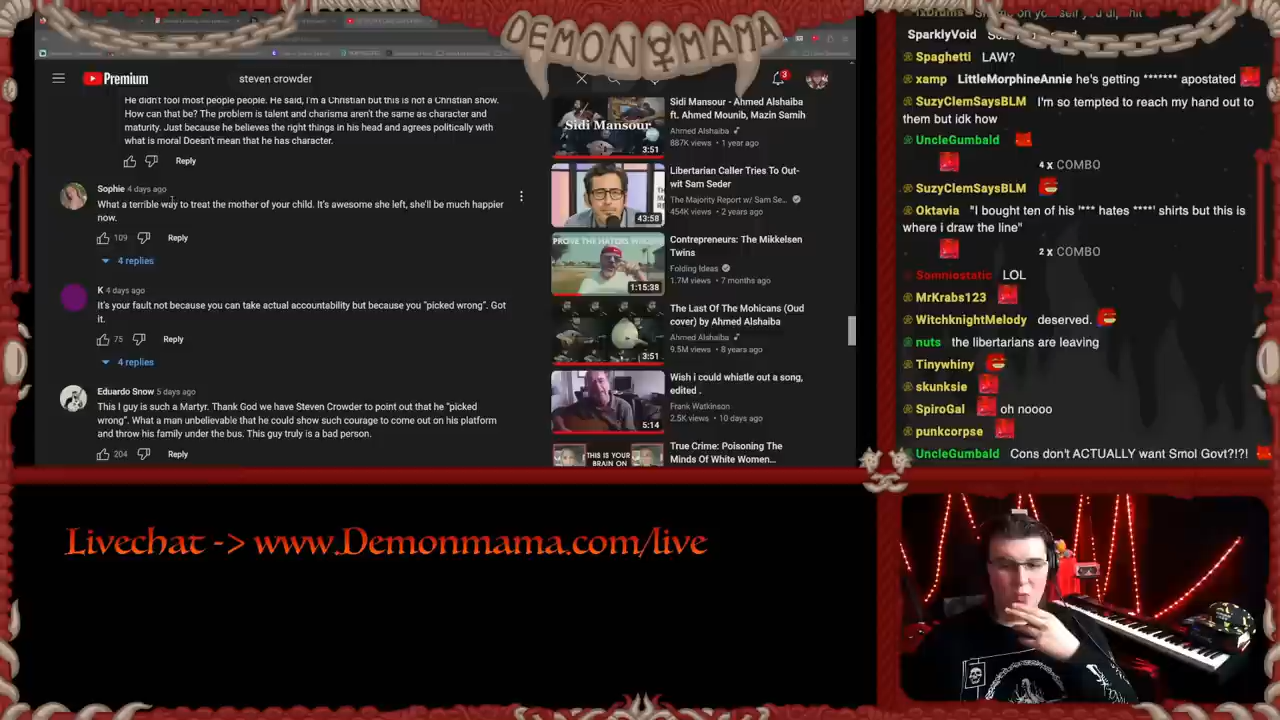 DEMON MAMA
Premium
steven crowder
3
He didn't fool most people people. He said, I'm a Christian but this is not a Christian show.
How can that be? The problem is talent and charisma aren't the same as character and
maturity. Just because he believes the right things in his head and agrees politically with
what is moral Doesn't mean that he has character.
Reply
Sophie 4 days ago
What a terrible way to treat the mother of your child. It's awesome she left, she'll be much happier
now.
109 Reply
4 replies
K 4 days ago
It's your fault not because you can take actual accountability but because you "picked wrong". Got
it.
75 Reply
4 replies
Eduardo Snow 5 days ago
This I guy is such a Martyr. Thank God we have Steven Crowder to point out that he "picked
wrong". What a man unbelievable that he could show such courage to come out on his platform
and throw his family under the bus. This guy truly is a bad person.
204 Reply
Sidi Mansour
3:51
Sidi Mansour - Ahmed Alshaiba
ft. Ahmed Mounib, Mazin Samih
Ahmed Alshaiba
887K views • 1 year ago
43:58
Libertarian Caller Tries To Out-
wit Sam Seder
The Majority Report w/ Sam Se...
454K views • 2 years ago
PROVE THE HATERS WRONG
1:15:38
Contrepreneurs: The Mikkelsen
Twins
Folding Ideas
1.7M views • 7 months ago
3:51
The Last Of The Mohicans (Oud
cover) by Ahmed Alshaiba
Ahmed Alshaiba
9.5M views • 8 years ago
5:14
Wish i could whistle out a song,
edited .
Frank Watkinson
2.5K views • 10 days ago
THIS IS YOUR
BRAIN ON
True Crime: Poisoning The
Minds Of White Women...
SparklyVoid
Spaghetti LAW?
xamp LittleMorphineAnnie he's getting ******* apostated
SuzyClemSaysBLM I'm so tempted to reach my hand out to
them but idk how
UncleGumbald
4 x COMBO
SuzyClemSaysBLM
Oktavia "I bought ten of his '*** hates ****' shirts but this is
where i draw the line"
2 x COMBO
Somniostatic LOL
MrKrabs123
WitchknightMelody deserved.
nuts the libertarians are leaving
Tinywhiny
skunksie
SpiroGal oh noooo
punkcorpse
UncleGumbald Cons don't ACTUALLY want Smol Govt?!?!
Livechat -> www.Demonmama.com/live